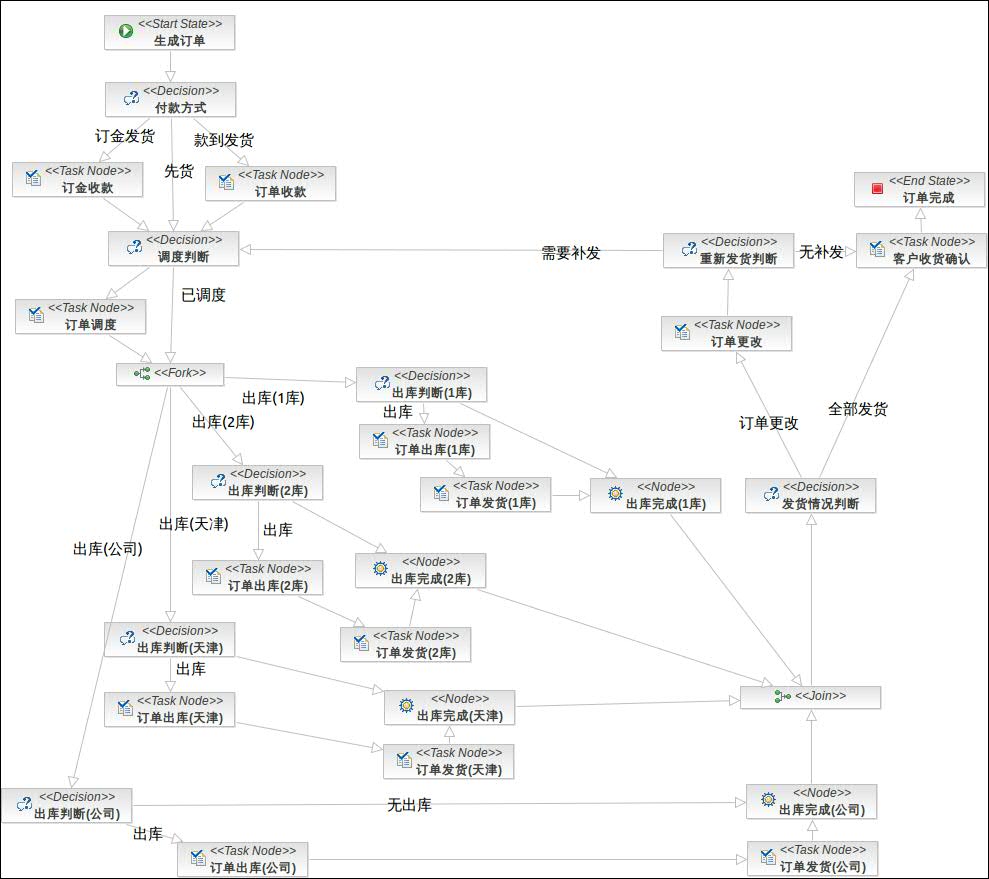 <<Start State>>
生成订单
<<Decision>>
付款方式
订金发货
款到发货
先货
<<Task Node>>
订金收款
<<Task Node>>
订单收款
<<End State>>
订单完成
<<Decision>>
调度判断
需要补发
<<Decision>>
重新发货判断
无补发
<<Task Node>>
客户收货确认
已调度
<<Task Node>>
订单调度
<<Task Node>>
订单更改
<<Fork>>
<<Decision>>
出库判断(1库)
出库(1库)
出库
出库(2库)
订单更改
全部发货
<<Task Node>>
订单出库(1库)
<<Decision>>
出库判断(2库)
<<Task Node>>
订单发货(1库)
<<Node>>
出库完成(1库)
<<Decision>>
发货情况判断
出库(天津)
出库
出库(公司)
<<Task Node>>
订单出库(2库)
<<Node>>
出库完成(2库)
<<Decision>>
出库判断(天津)
<<Task Node>>
订单发货(2库)
出库
<<Task Node>>
订单出库(天津)
<<Node>>
出库完成(天津)
<<Join>>
<<Task Node>>
订单发货(天津)
<<Decision>>
出库判断(公司)
无出库
<<Node>>
出库完成(公司)
出库
<<Task Node>>
订单出库(公司)
<<Task Node>>
订单发货(公司)